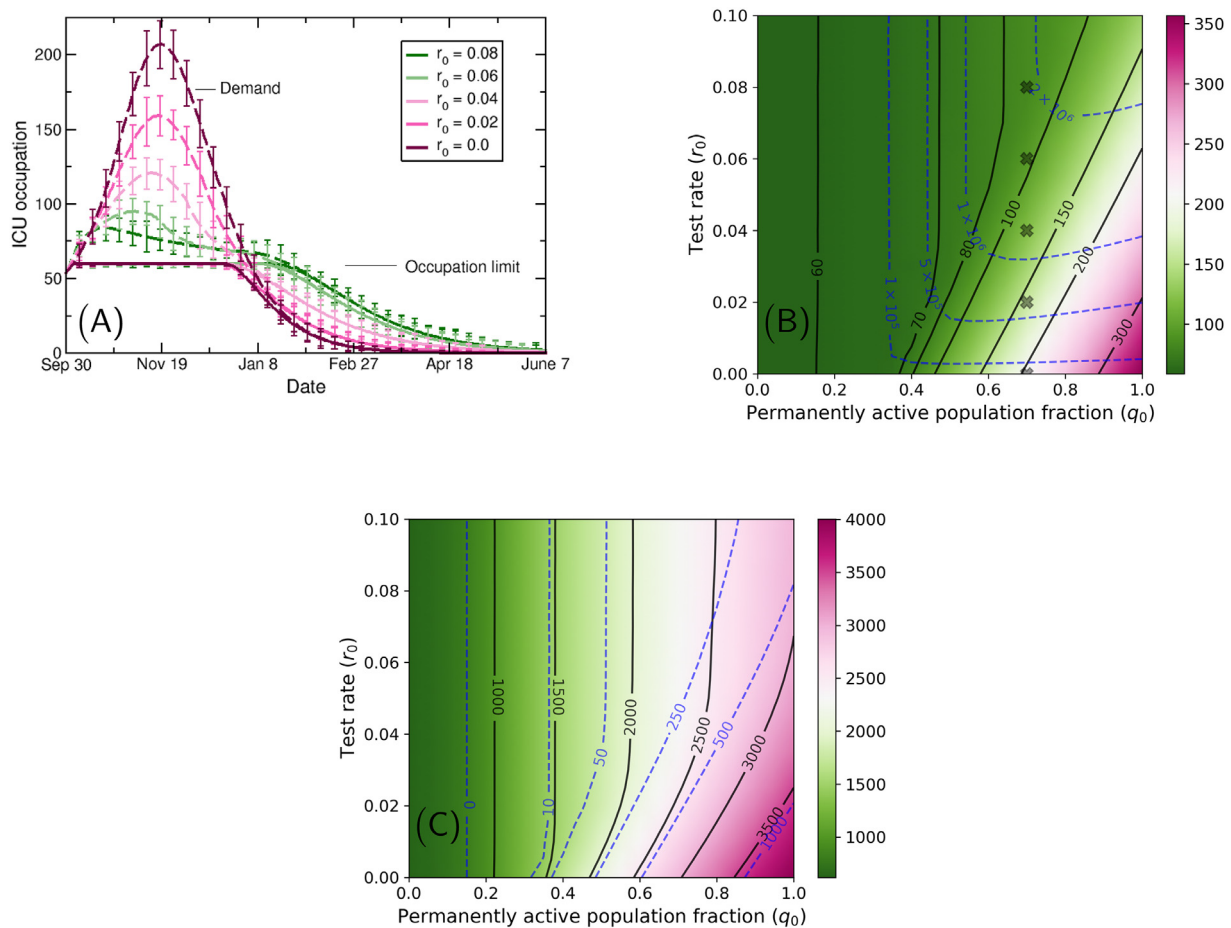 200
150
100
50
0
ICU occupation
Demand
Occupation limit
r0 = 0.08
r0 = 0.06
r0 = 0.04
r0 = 0.02
r0 = 0.0
(A)
Sep 30
Nov 19
Jan 8
Feb 27
Apr 18
June 7
Date
0.10
0.08
0.06
0.04
0.02
0.00
Test rate (r0)
60
70
80
100
150
200
300
1 × 10^5
5 × 10^5
1 × 10^6
2 × 10^6
(B)
0.0
0.2
0.4
0.6
0.8
1.0
Permanently active population fraction (q0)
350
300
250
200
150
100
0.10
0.08
0.06
0.04
0.02
0.00
Test rate (r0)
1000
1500
2000
2500
3000
3500
0
10
50
250
500
1000
(C)
0.0
0.2
0.4
0.6
0.8
1.0
Permanently active population fraction (q0)
4000
3500
3000
2500
2000
1500
1000